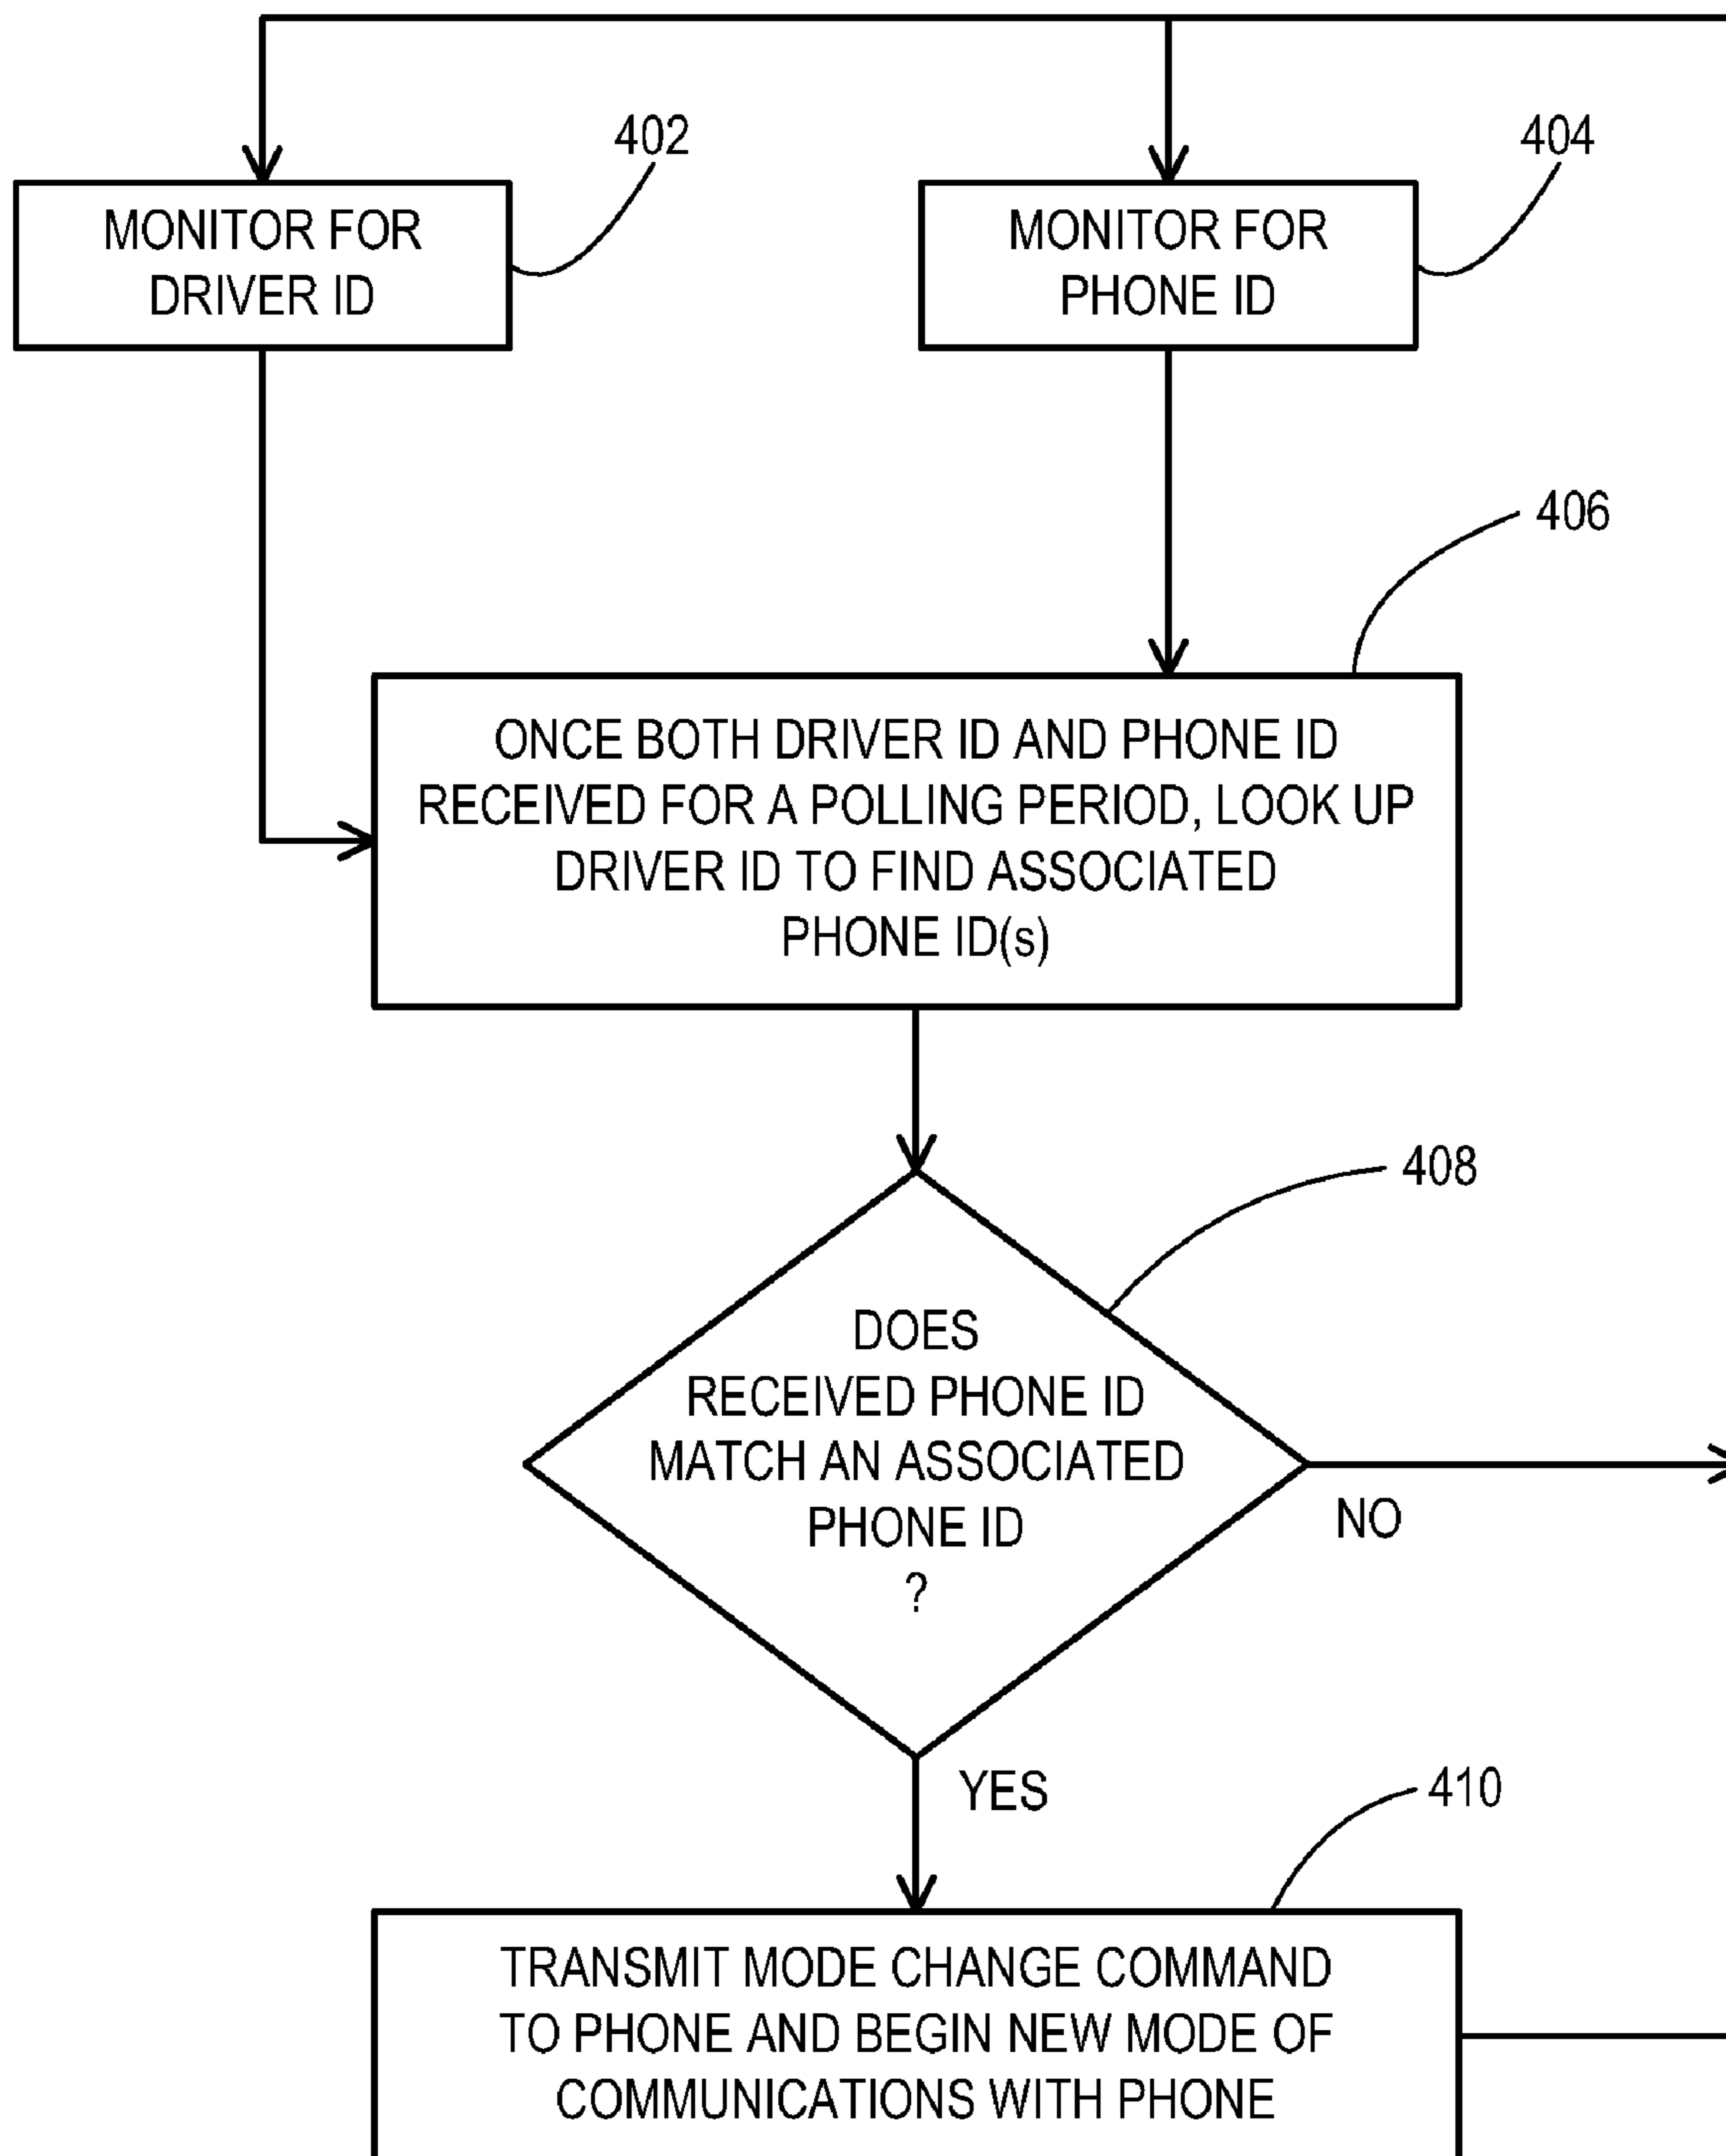 402
404
MONITOR FOR
DRIVER ID
MONITOR FOR
PHONE ID
406
ONCE BOTH DRIVER ID AND PHONE ID
RECEIVED FOR A POLLING PERIOD, LOOK UP
DRIVER ID TO FIND ASSOCIATED
PHONE ID(s)
408
DOES
RECEIVED PHONE ID
MATCH AN ASSOCIATED
PHONE ID
?
NO
YES
410
TRANSMIT MODE CHANGE COMMAND
TO PHONE AND BEGIN NEW MODE OF
COMMUNICATIONS WITH PHONE